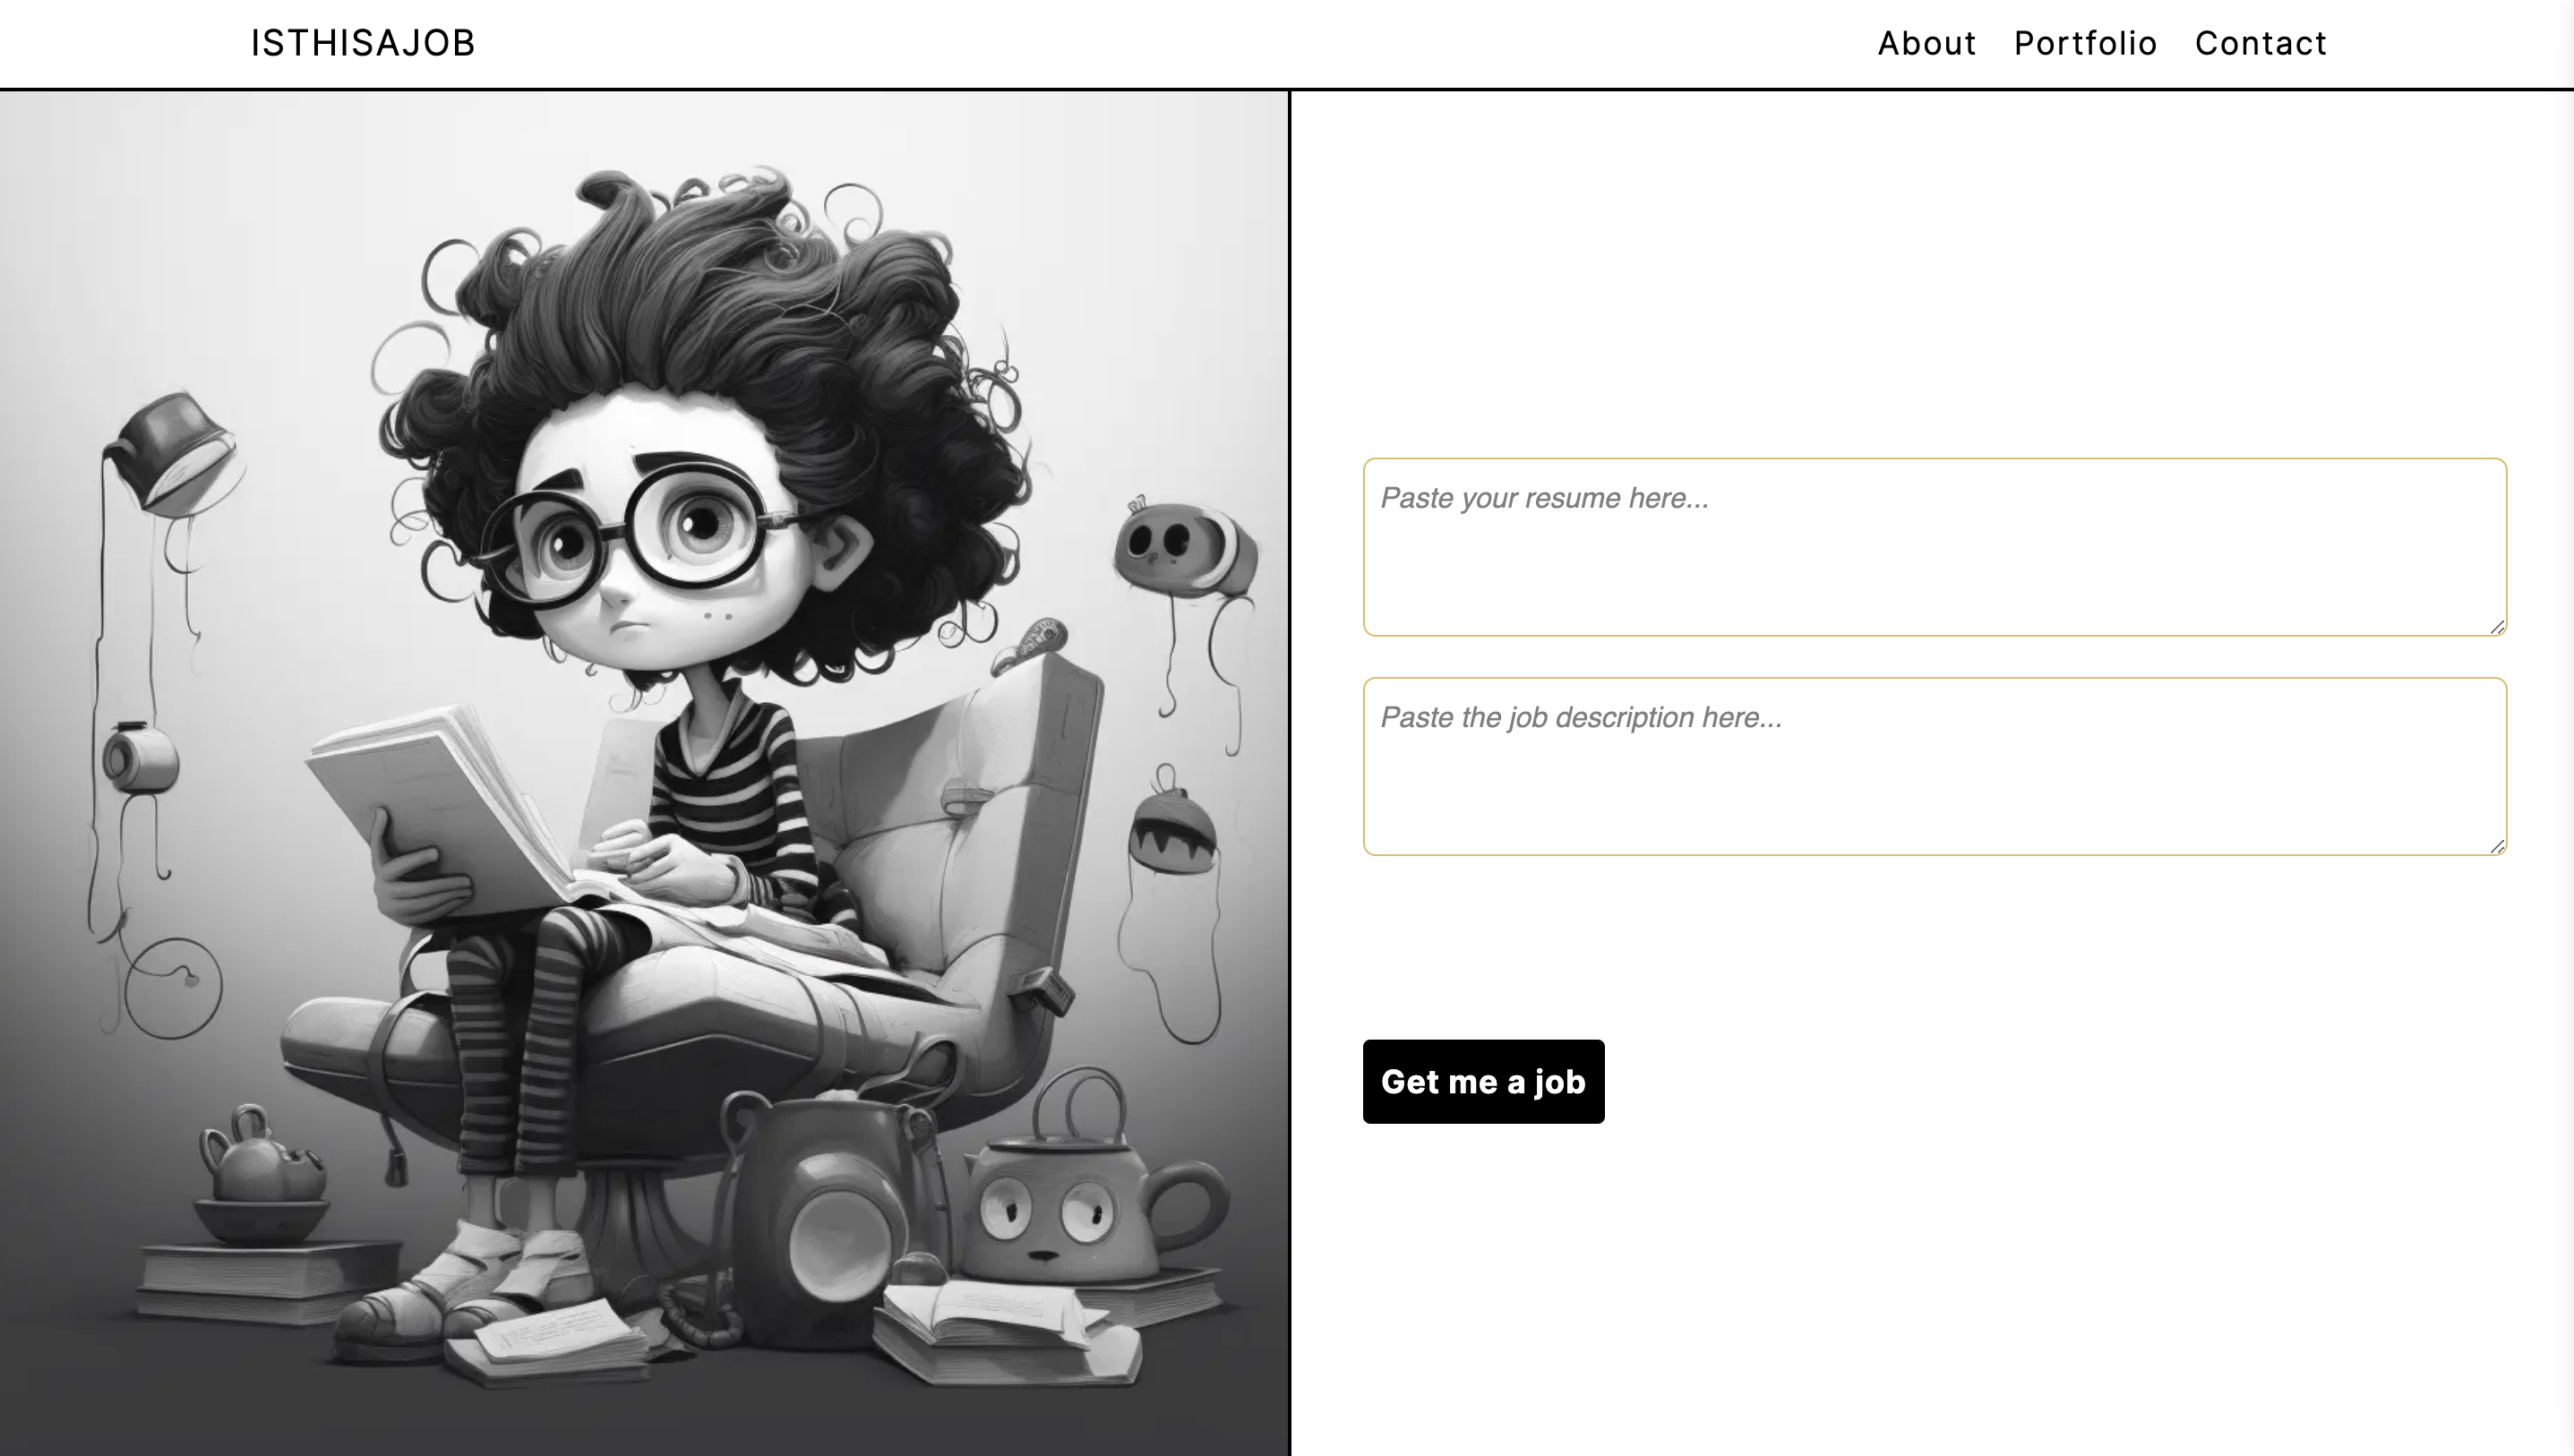 ISTHISAJOB
About Portfolio Contact
Paste your resume here...
Paste the job description here...
Get me a job